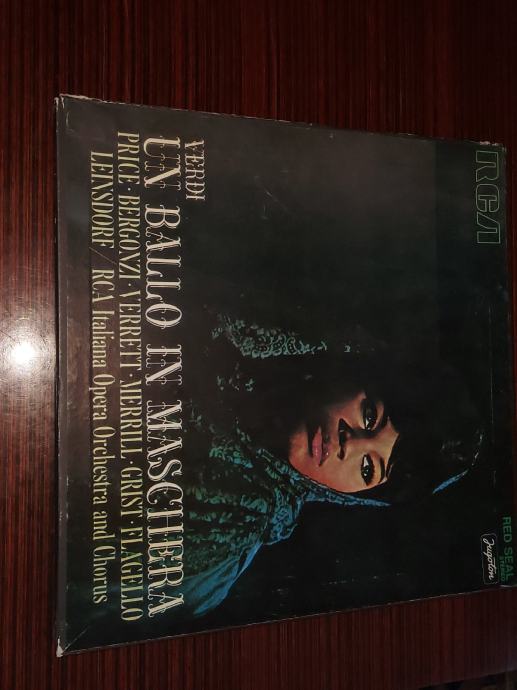 RCA
RED SEAL
STEREO
Jugoton
VERDI
UN BALLO IN MASCHERA
PRICE · BERGONZI · VERRETT · MERRILL · GRIST · FLAGELLO
LEINSDORF / RCA Italiana Opera Orchestra and Chorus